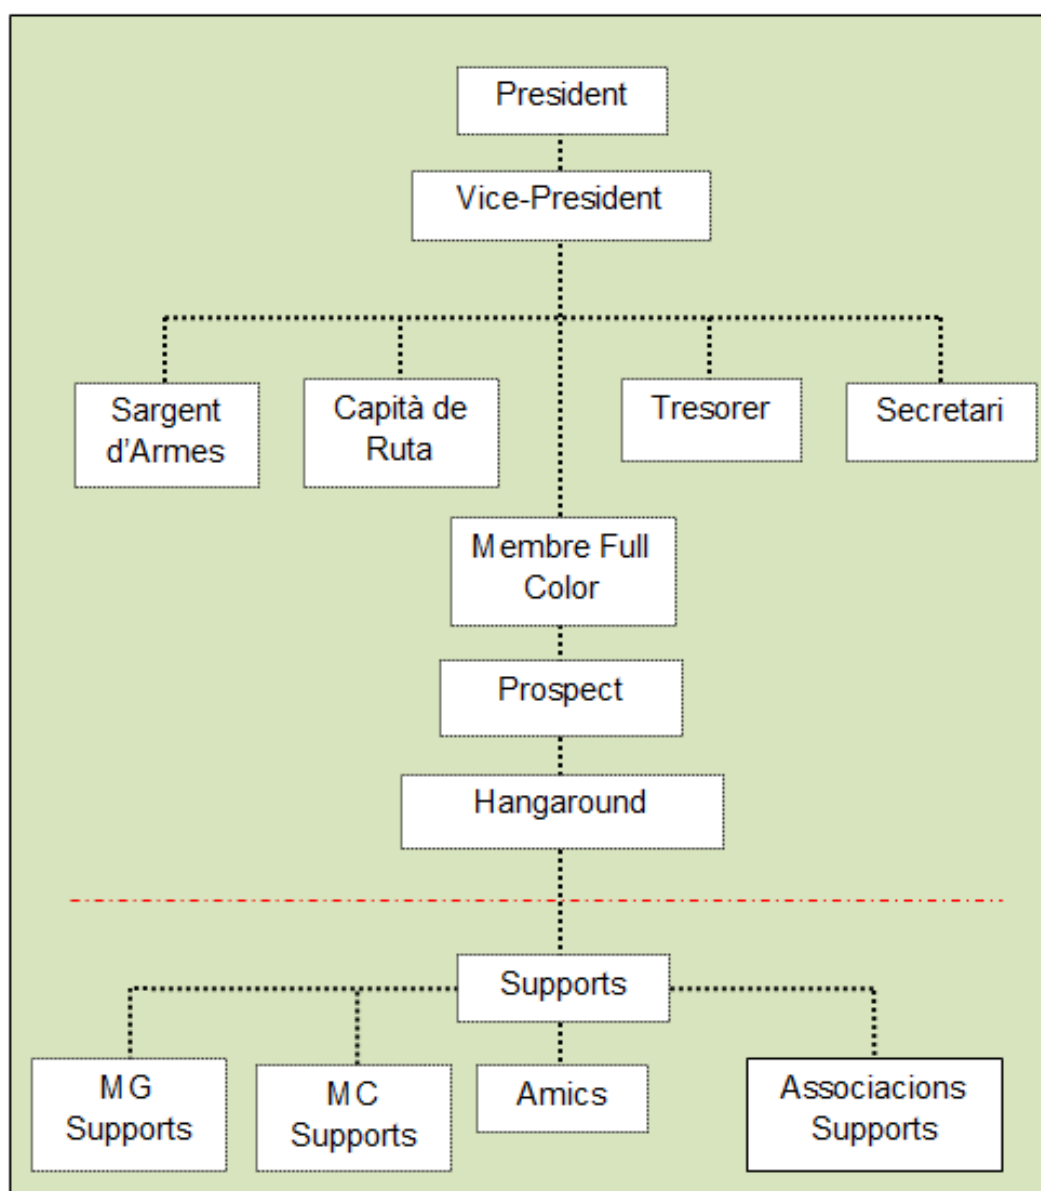 President
Vice-President
Sargent
d'Armes
Capità de
Ruta
Tresorer
Secretari
Membre Full
Color
Prospect
Hangaround
Supports
MG
Supports
MC
Supports
Amics
Associacions
Supports